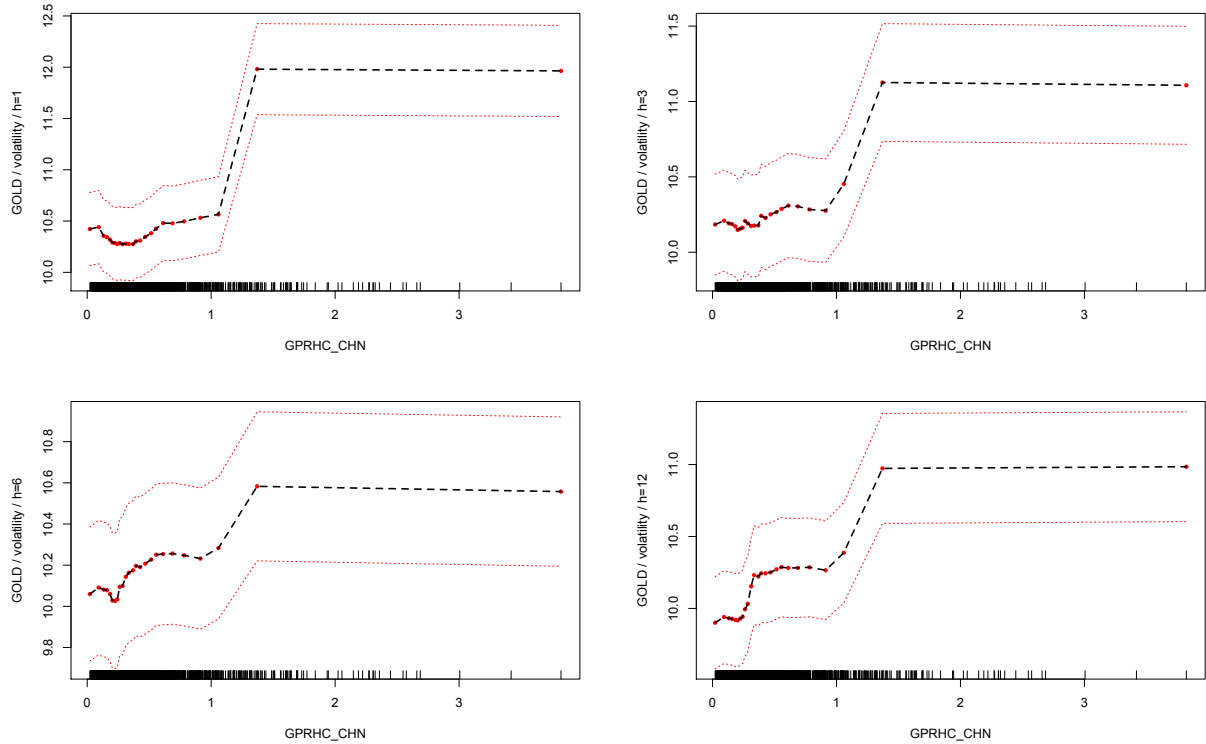 GOLD / volatility / h=1
12.5
12.0
11.5
11.0
10.5
10.0
0 1 2 3
GPRHC_CHN
GOLD / volatility / h=3
11.5
11.0
10.5
10.0
0 1 2 3
GPRHC_CHN
GOLD / volatility / h=6
10.8
10.6
10.4
10.2
10.0
9.8
0 1 2 3
GPRHC_CHN
GOLD / volatility / h=12
11.0
10.5
10.0
0 1 2 3
GPRHC_CHN